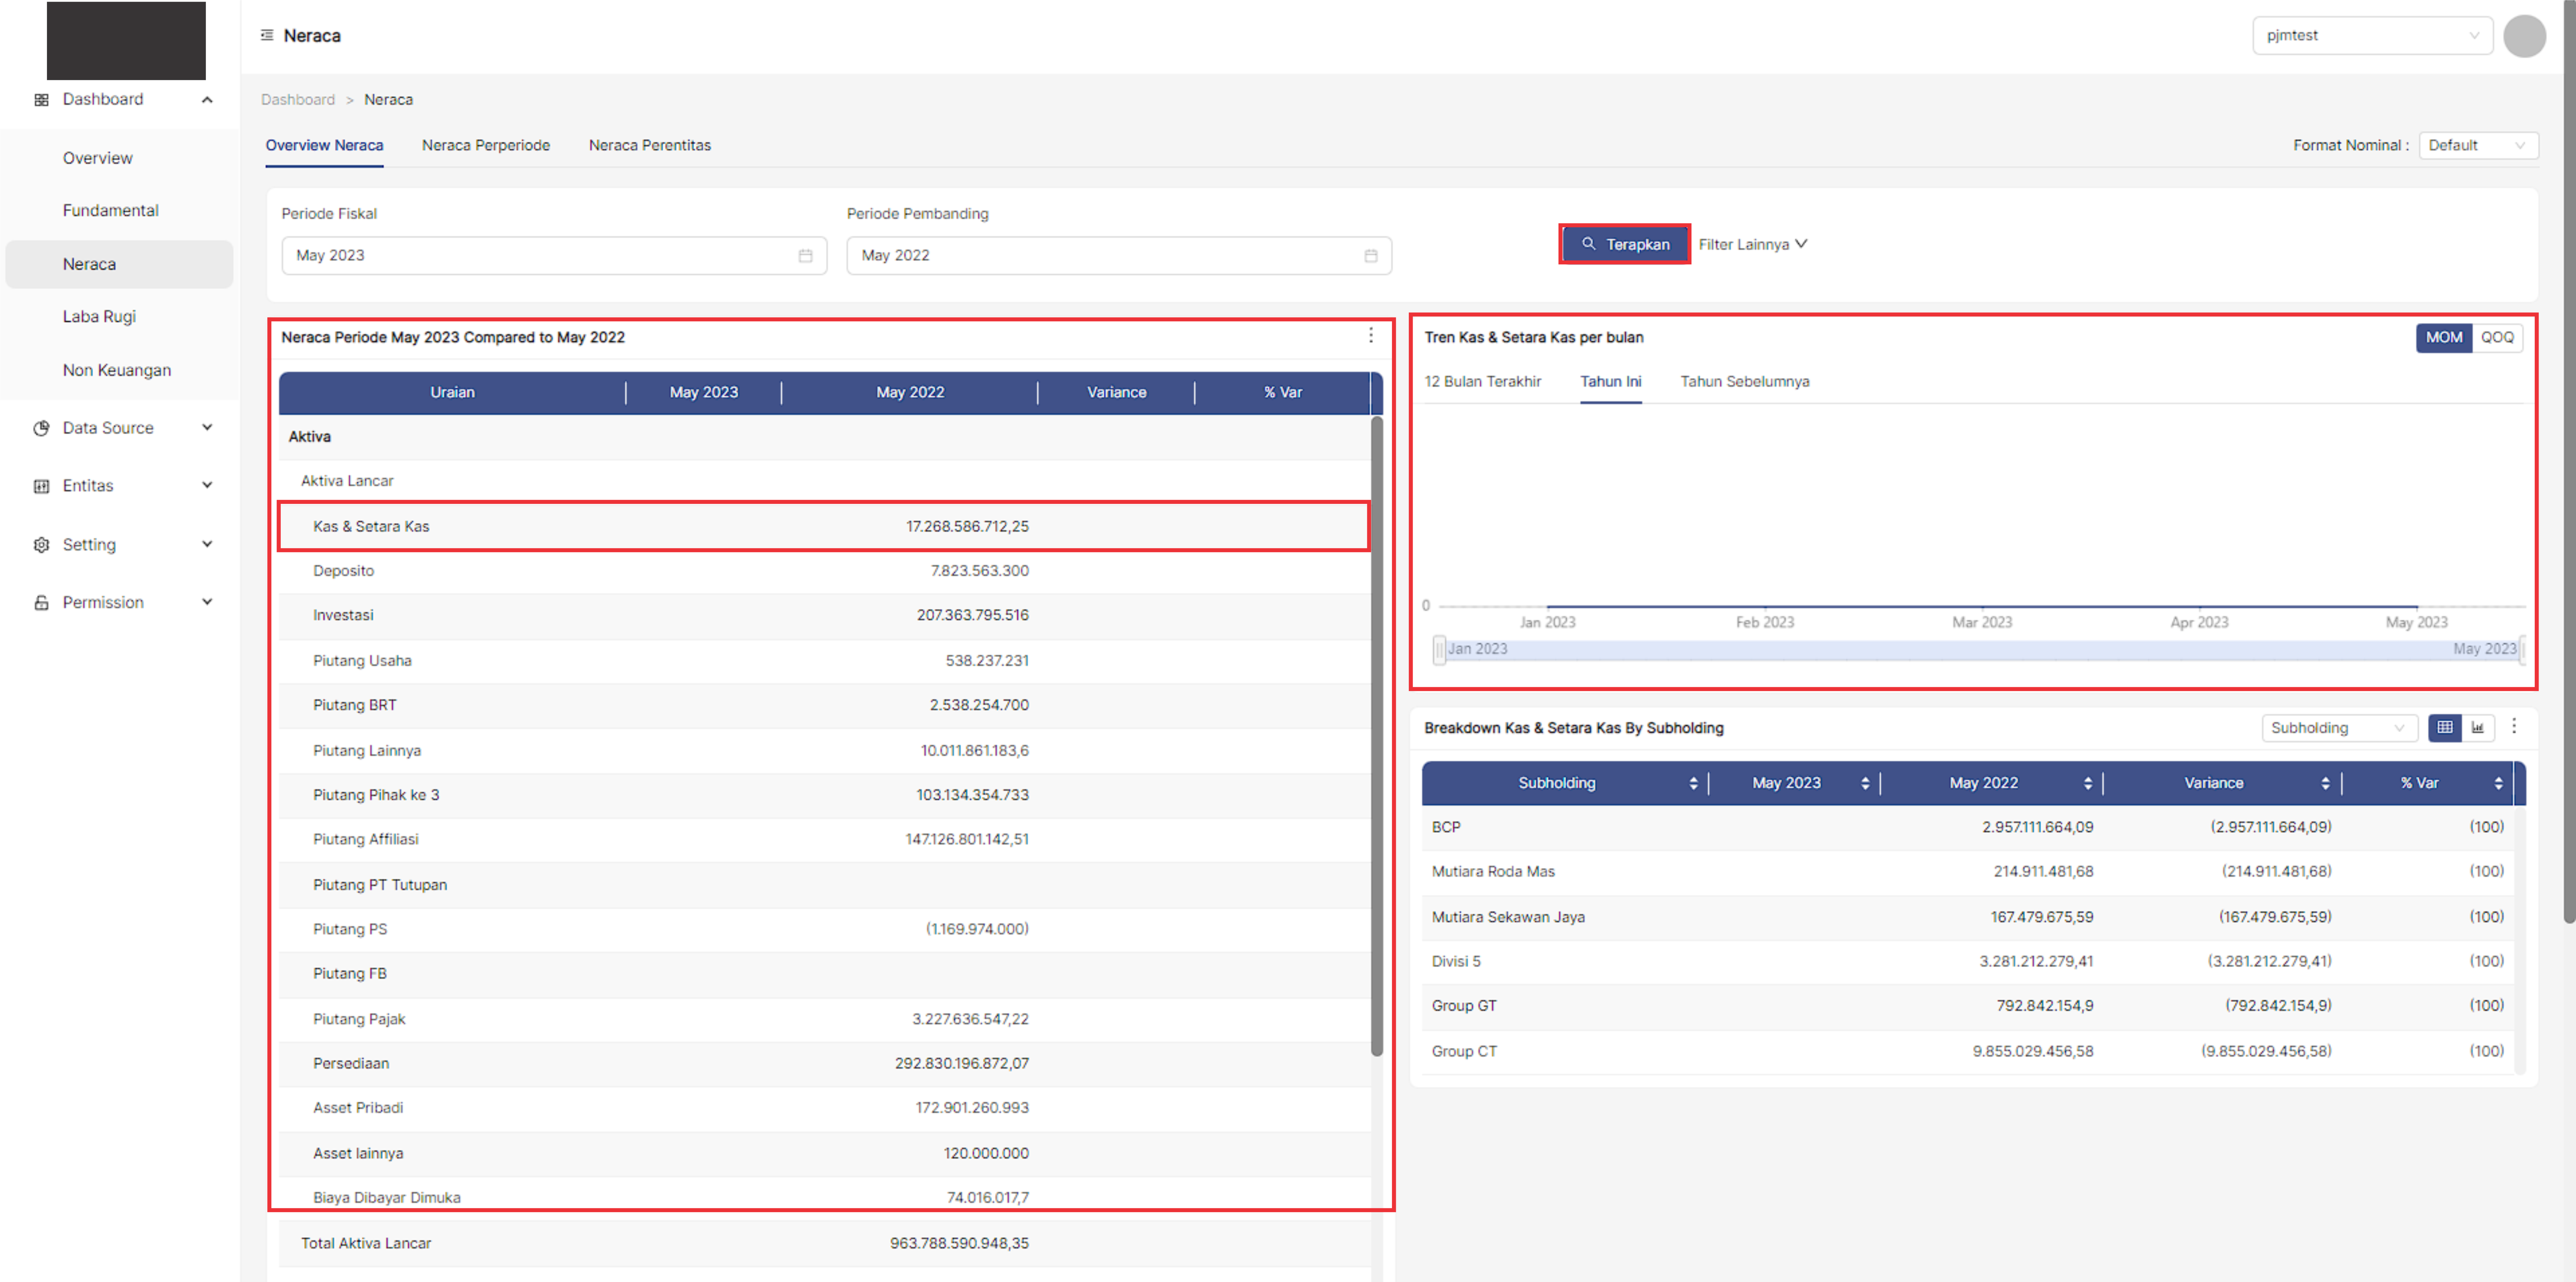 Neraca
pjmtest
Dashboard
Overview
Fundamental
Neraca
Laba Rugi
Non Keuangan
Data Source
Entitas
Setting
Permission
Dashboard > Neraca
Overview Neraca Neraca Perperiode Neraca Perentitas
Format Nominal : Default
Periode Fiskal Periode Pembanding
May 2023 May 2022
Terapkan Filter Lainnya
Neraca Periode May 2023 Compared to May 2022
Uraian May 2023 May 2022 Variance % Var
Aktiva
Aktiva Lancar
Kas & Setara Kas 17.268.586.712,25
Deposito 7.823.563.300
Investasi 207.363.795.516
Piutang Usaha 538.237.231
Piutang BRT 2.538.254.700
Piutang Lainnya 10.011.861.183,6
Piutang Pihak ke 3 103.134.354.733
Piutang Affiliasi 147.126.801.142,51
Piutang PT Tutupan
Piutang PS (1.169.974.000)
Piutang FB
Piutang Pajak 3.227.636.547,22
Persediaan 292.830.196.872,07
Asset Pribadi 172.901.260.993
Asset lainnya 120.000.000
Biaya Dibayar Dimuka 74.016.017,7
Total Aktiva Lancar 963.788.590.948,35
Tren Kas & Setara Kas per bulan
MOM QOQ
12 Bulan Terakhir Tahun Ini Tahun Sebelumnya
0
Jan 2023 Feb 2023 Mar 2023 Apr 2023 May 2023
Jan 2023 May 2023
Breakdown Kas & Setara Kas By Subholding
Subholding
Subholding May 2023 May 2022 Variance % Var
BCP 2.957.111.664,09 (2.957.111.664,09) (100)
Mutiara Roda Mas 214.911.481,68 (214.911.481,68) (100)
Mutiara Sekawan Jaya 167.479.675,59 (167.479.675,59) (100)
Divisi 5 3.281.212.279,41 (3.281.212.279,41) (100)
Group GT 792.842.154,9 (792.842.154,9) (100)
Group CT 9.855.029.456,58 (9.855.029.456,58) (100)